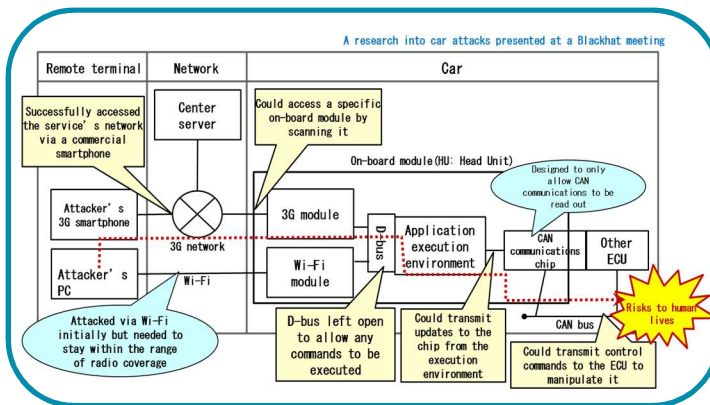 A research into car attacks presented at a Blackhat meeting
Remote terminal
Network
Car
Successfully accessed
the service's network
via a commercial
smartphone
Center
server
Could access a specific
on-board module by
scanning it
On-board module(HU: Head Unit)
Designed to only
allow CAN
communications to be
read out
Attacker's
3G smartphone
3G network
3G module
D-bus
Application
execution
environment
CAN
communications
chip
Other
ECU
Attacker's
PC
Wi-Fi
Wi-Fi
module
Risks to human
lives
CAN bus
Attacked via Wi-Fi
initially but needed to
stay within the range
of radio coverage
D-bus left open
to allow any
commands to be
executed
Could transmit
updates to the
chip from the
execution
environment
Could transmit control
commands to the ECU to
manipulate it